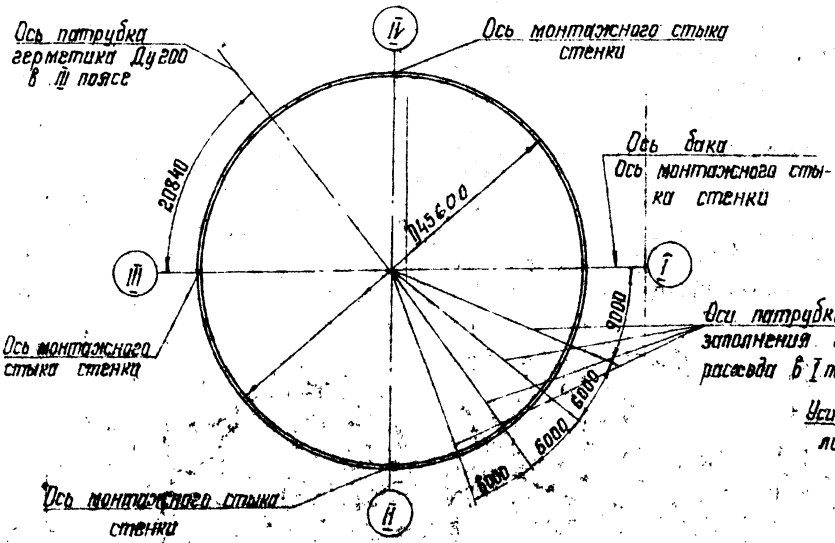 Ось патрубка
герметика Ду200
в III поясе
IV
Ось монтажного стыка
стенки
20840
Д45600
Ось бака
Ось монтажного сты-
ка стенки
III
I
Ось монтажного
стыка стенки
9000
6000
6000
6000
Оси патрубка
заполнения
расхода в I
Ось монтажного стыка
стенки
II